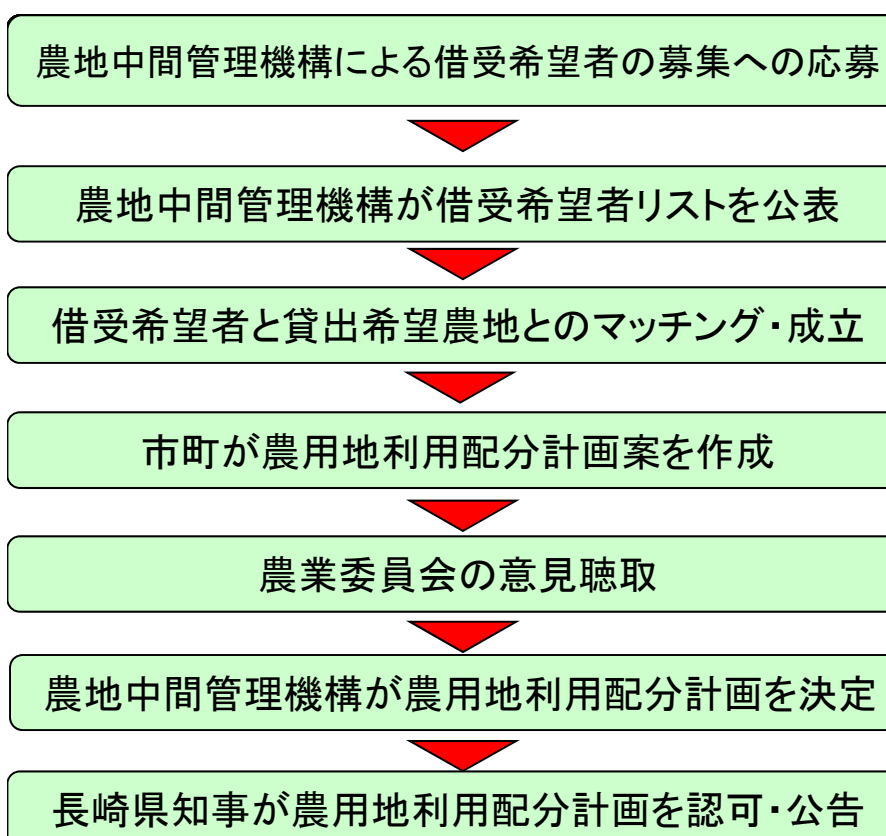 農地中間管理機構による借受希望者の募集への応募
農地中間管理機構が借受希望者リストを公表
借受希望者と貸出希望農地とのマッチング・成立
市町が農用地利用配分計画案を作成
農業委員会の意見聴取
農地中間管理機構が農用地利用配分計画を決定
長崎県知事が農用地利用配分計画を認可・公告